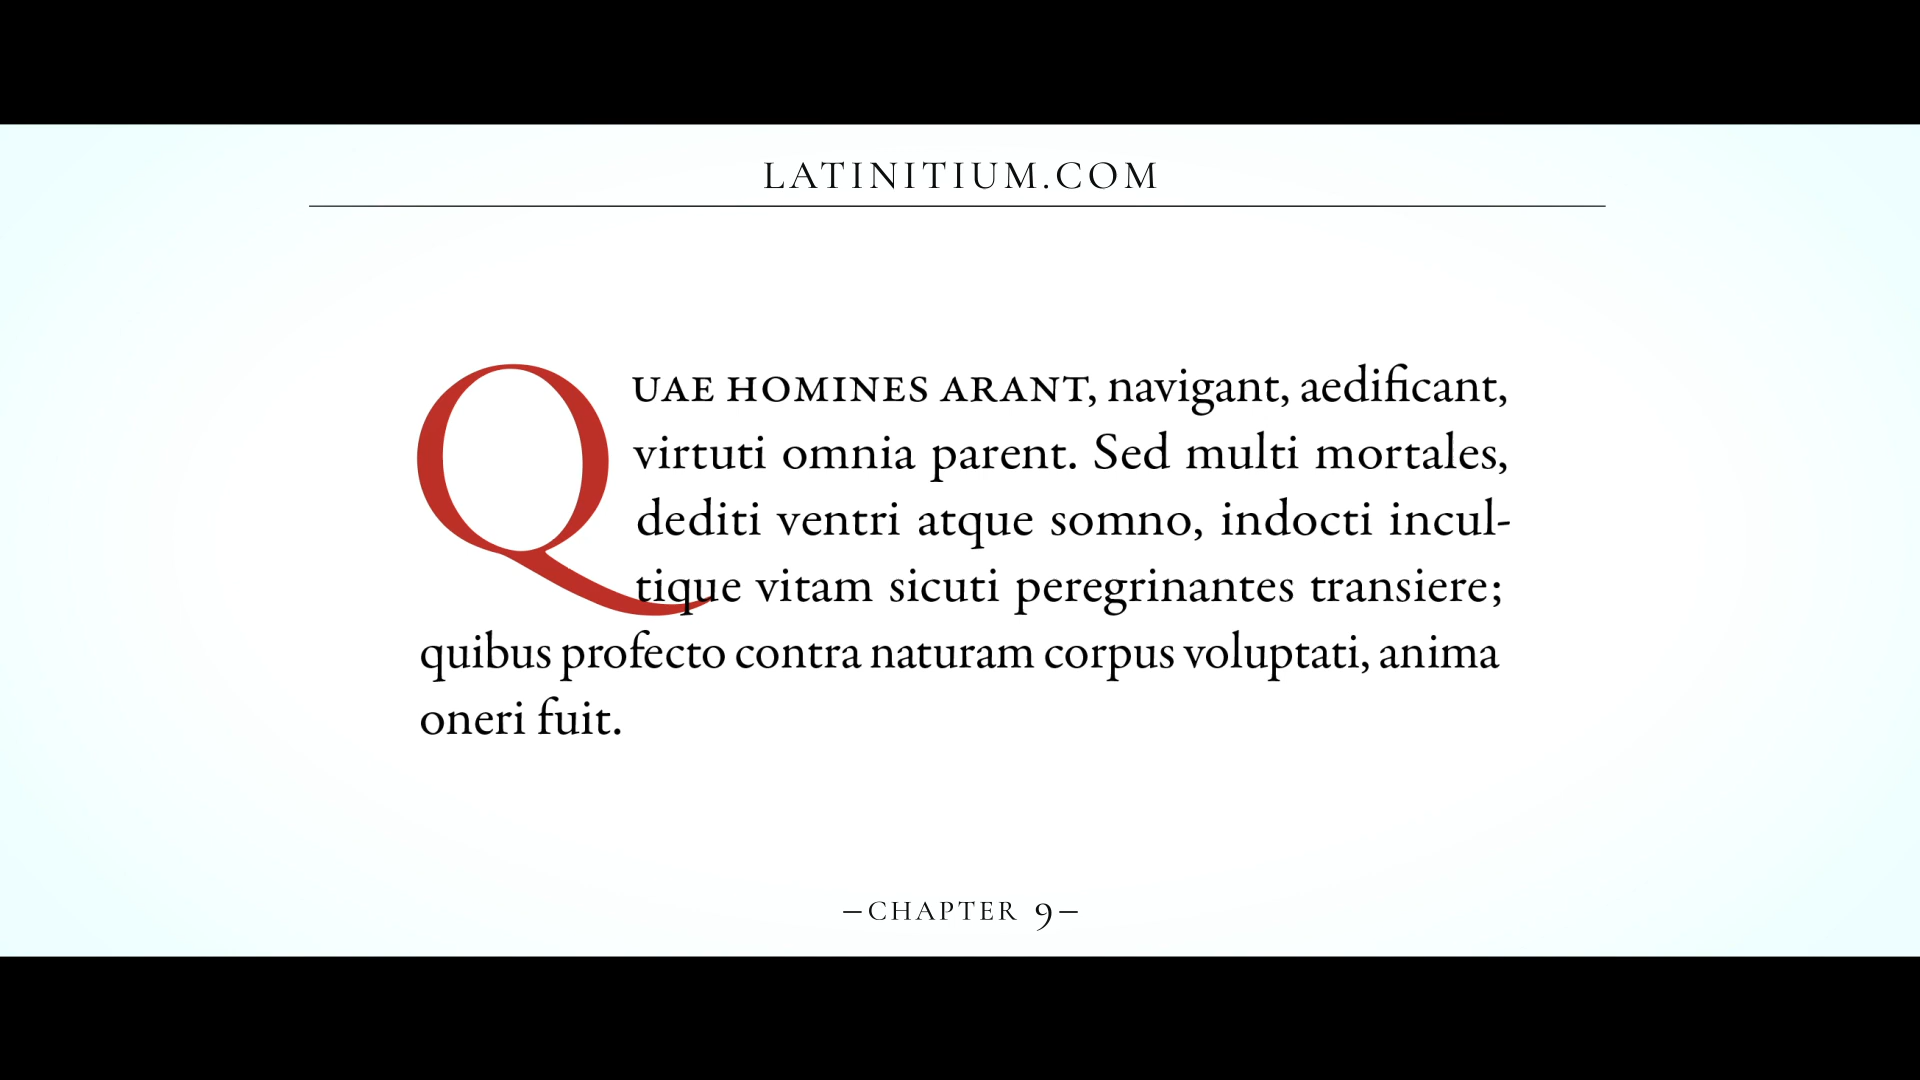 LATINITIUM.COM
QUAE HOMINES ARANT, navigant, aedificant,
virtuti omnia parent. Sed multi mortales,
dediti ventri atque somno, indocti incul-
tique vitam sicuti peregrinantes transiere;
quibus profecto contra naturam corpus voluptati, anima
oneri fuit.
–CHAPTER 9–